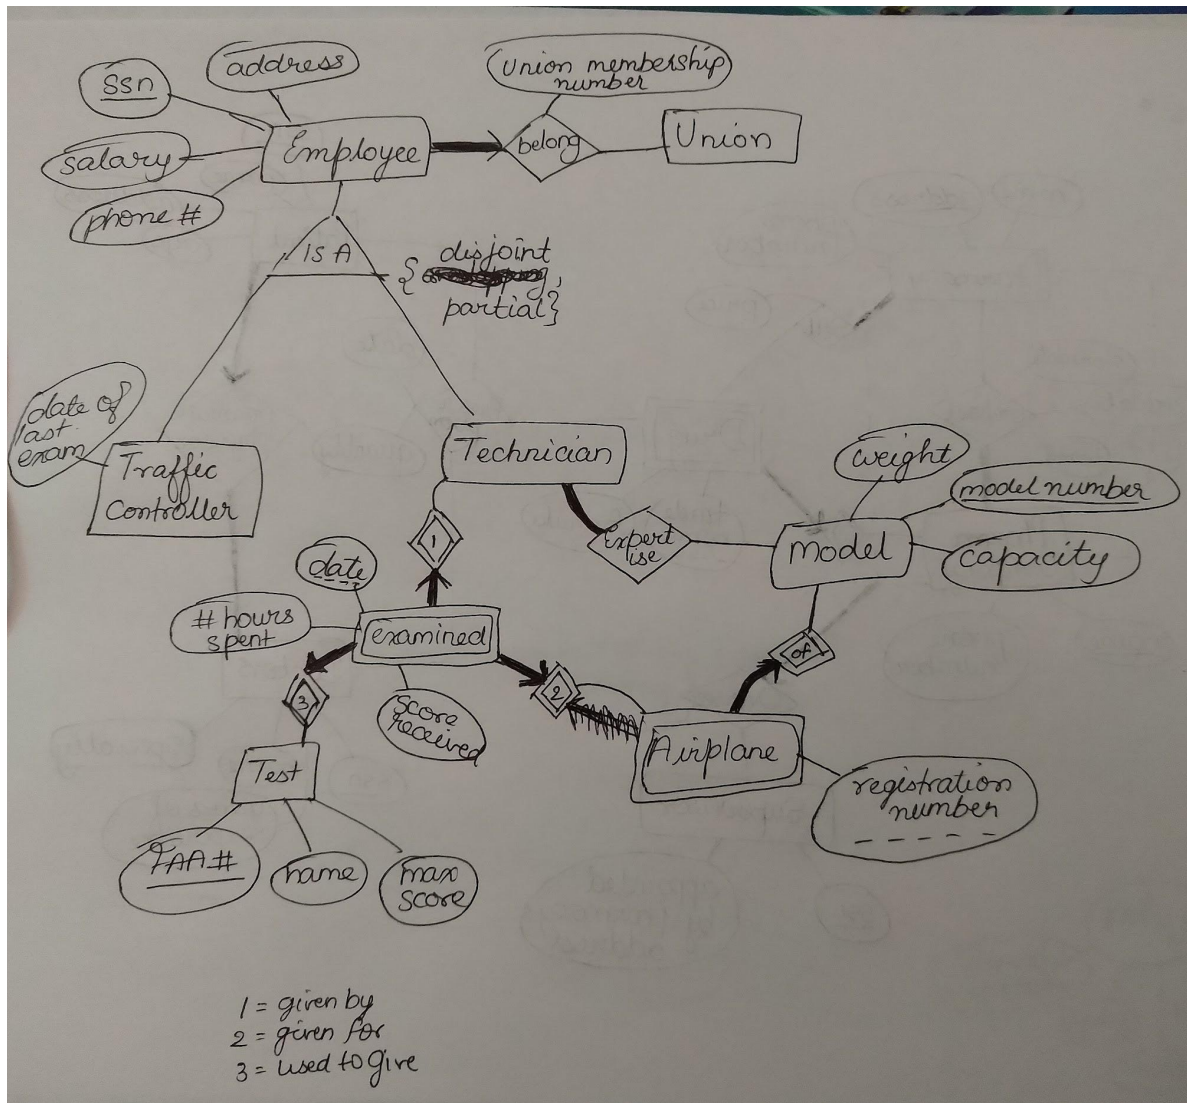 address
ssn
salary
phone #
Employee
Union membership
number
belong
Union
IS A
{
disjoint
,
partial}
date of
last
exam
Traffic
Controller
Technician
Expert
ise
weight
model number
capacity
Model
1
date
# hours
spent
examined
score
received
3
2
of
Test
Airplane
registration
number
FAA #
name
max
score
1 = given by
2 = given for
3 = used to give